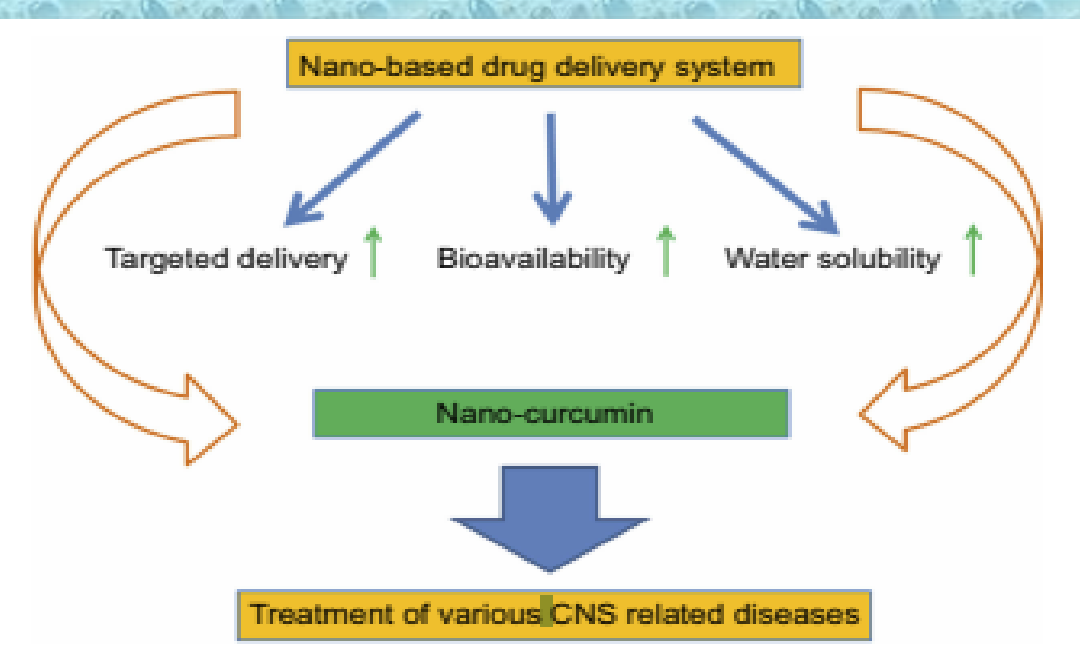 Nano-based drug delivery system
Targeted delivery
Bioavailability
Water solubility
Nano-curcumin
Treatment of various CNS related diseases